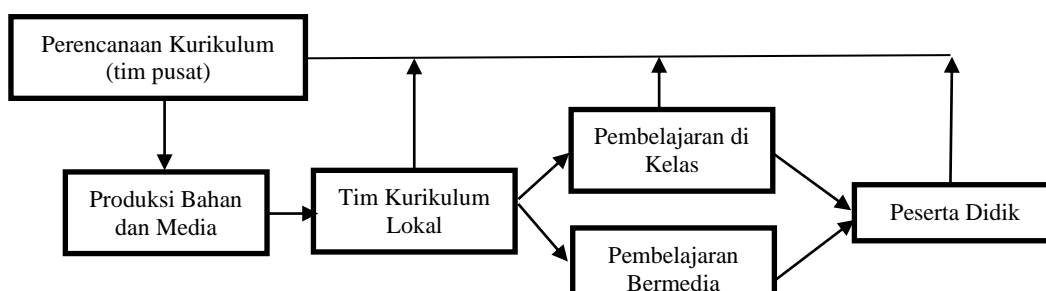 Perencanaan Kurikulum
(tim pusat)
Produksi Bahan
dan Media
Tim Kurikulum
Lokal
Pembelajaran di
Kelas
Pembelajaran
Bermedia
Peserta Didik